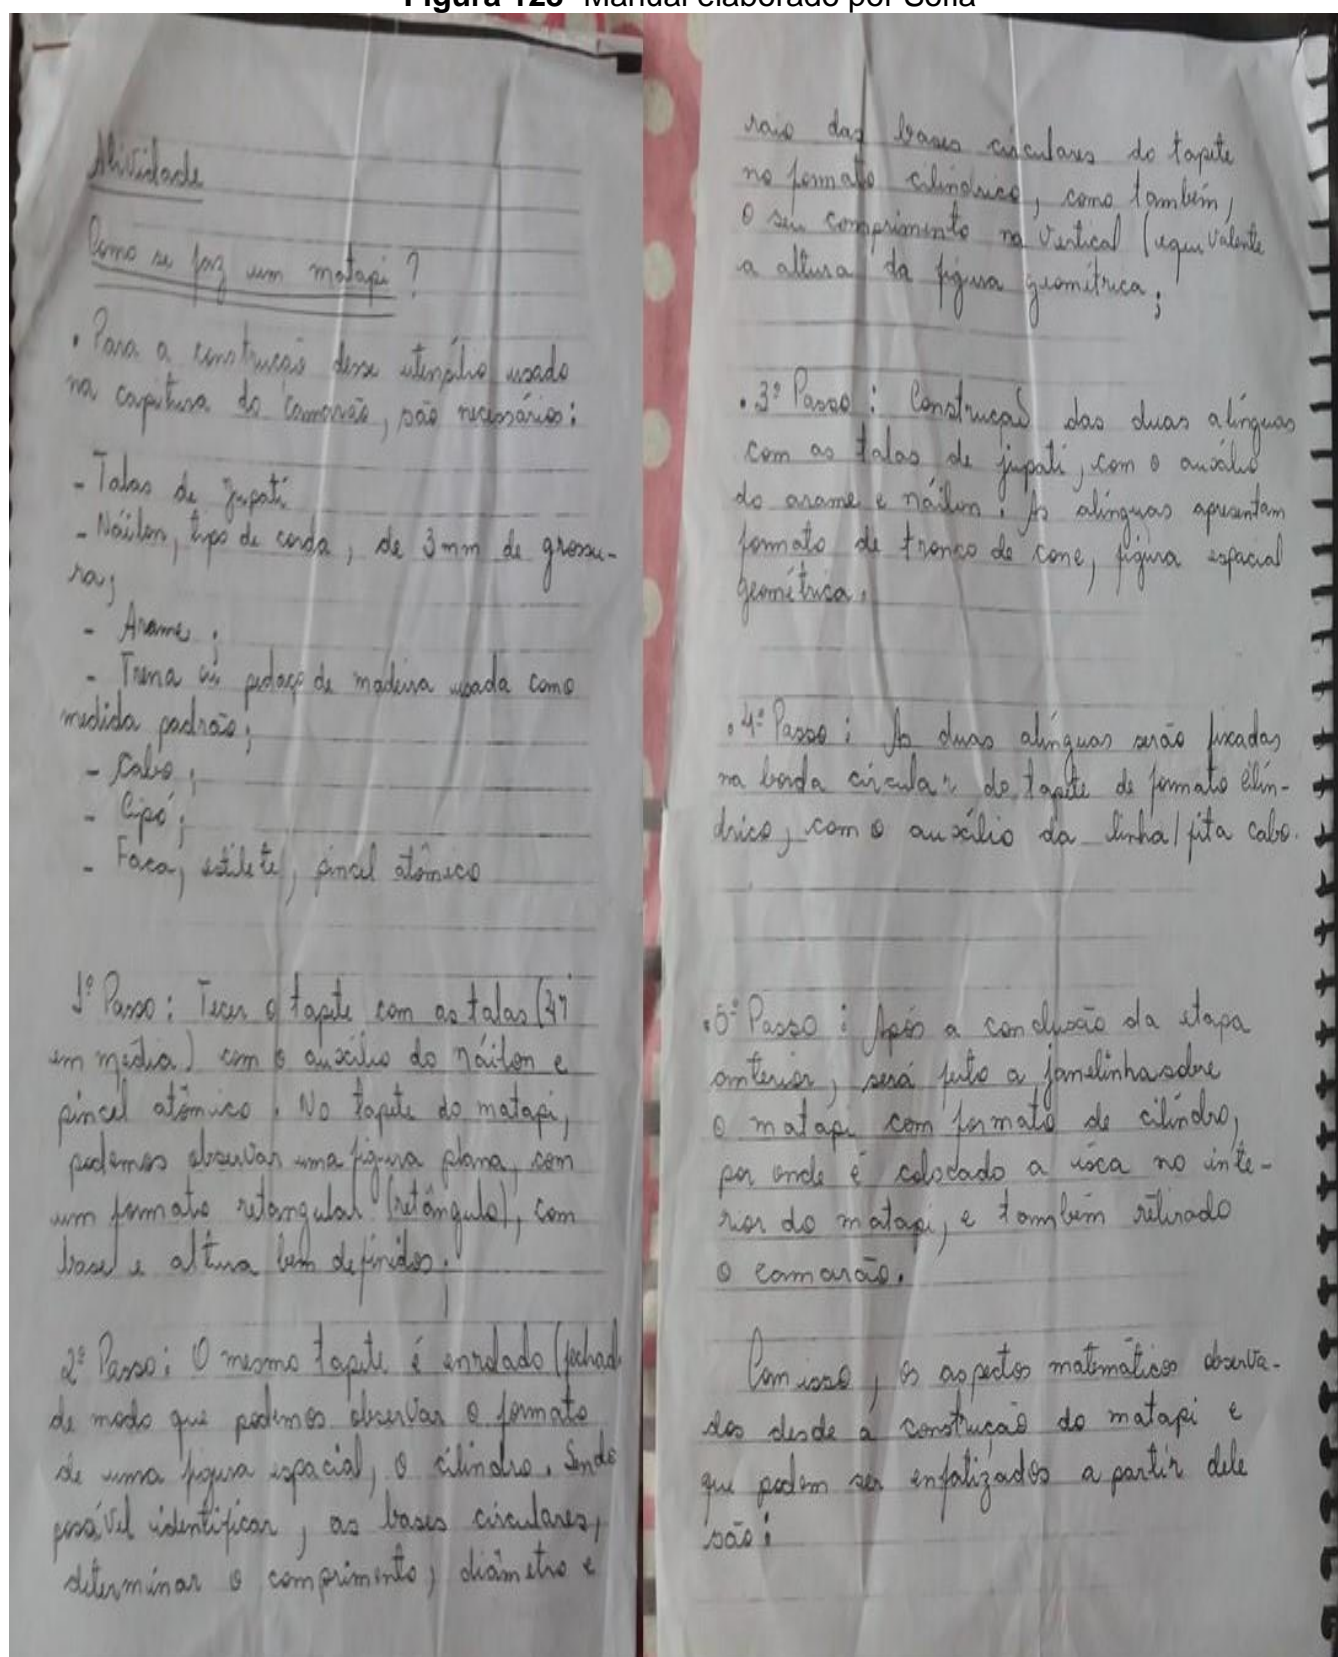 Figura 128- Manual elaborado por Sofia
Atividade
Como se faz um matapi?
• Para a construção desse utensílio usado
na capitura do camarão, são necessários:
- Talas de jupatí
- Náilon, tipo de corda, de 3mm de grossu-
ra;
- Arame;
- Trena ou pedaço de madeira usada como
medida padrão;
- Cabo;
- Cipó;
- Faca, estilete, pincel atômico
1º Passo: Tecer o tapete com as talas (
em média) com o auxílio do náilon e
pincel atômico. No tapete do matapi,
podemos observar uma figura plana, com
um formato retangular (retângulo), com
base e altura bem definidos;
2º Passo: O mesmo tapete é enrolado (fechad
de modo que podemos observar o formato
de uma figura espacial, o cilindro. Sendo
possível identificar, as bases circulares,
determinar o comprimento, diâmetro e
raio das bases circulares do tapete
no formato cilíndrico, como também,
o seu comprimento na vertical (equivalente
a altura da figura geométrica;
• 3º Passo: Construção das duas alínguas
com as talas de jupatí, com o auxílio
do arame e náilon. As alínguas apresentam
formato de tronco de cone, figura espacial
geométrica.
• 4º Passo: As duas alínguas serão fixadas
na borda circular do tapete de formato cilín-
drico, com o auxílio da linha/fita cabo.
• 5º Passo: Após a conclusão da etapa
anterior, será feito a janelinha sobre
o matapi com formato de cilíndro,
por onde é colocado a isca no inte-
rior do matapi, e também retirado
o camarão.
Com isso, os aspectos matemáticos observa-
dos desde a construção do matapi e
que podem ser enfatizados a partir dele
são: